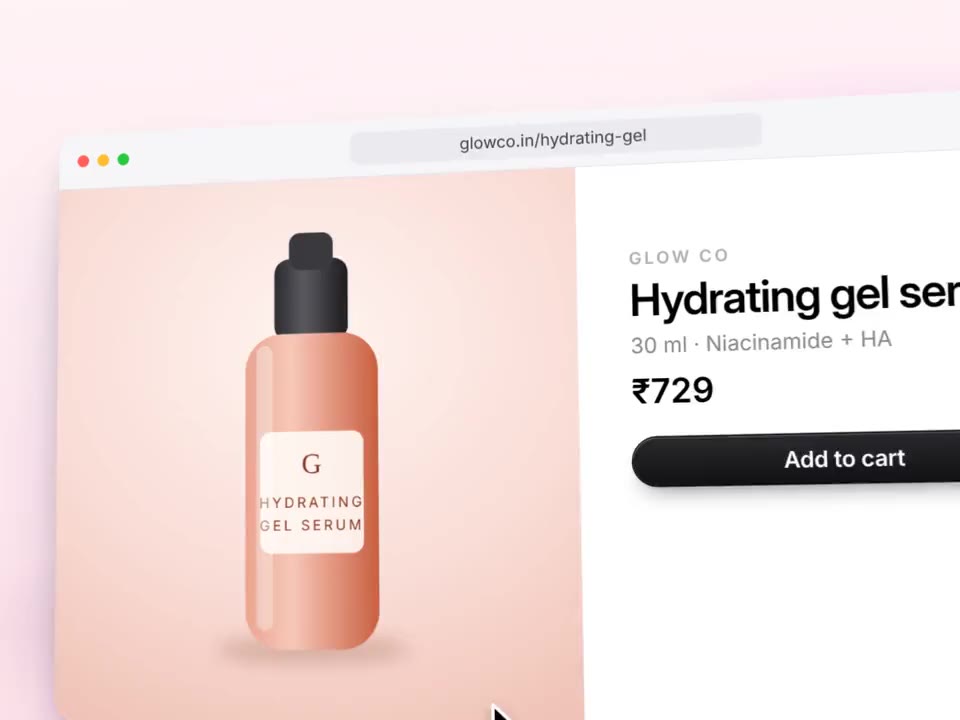 glowco.in/hydrating-gel
GLOW CO
Hydrating gel ser
30 ml · Niacinamide + HA
₹729
Add to cart
G
HYDRATING
GEL SERUM